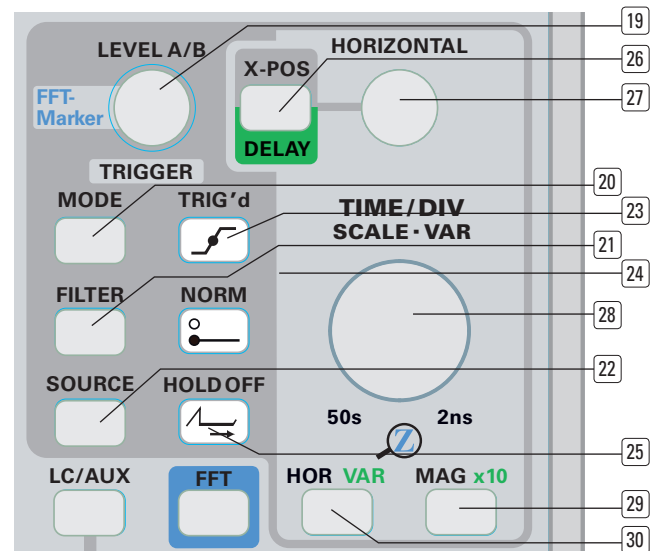 LEVEL A/B
FFT-
Marker
TRIGGER
MODE
TRIG'd
FILTER
NORM
SOURCE
HOLD OFF
LC/AUX
FFT
HORIZONTAL
X-POS
DELAY
TIME/DIV
SCALE · VAR
50s
2ns
Z
HOR VAR
MAG x10
19
26
27
20
23
21
24
28
22
25
29
30